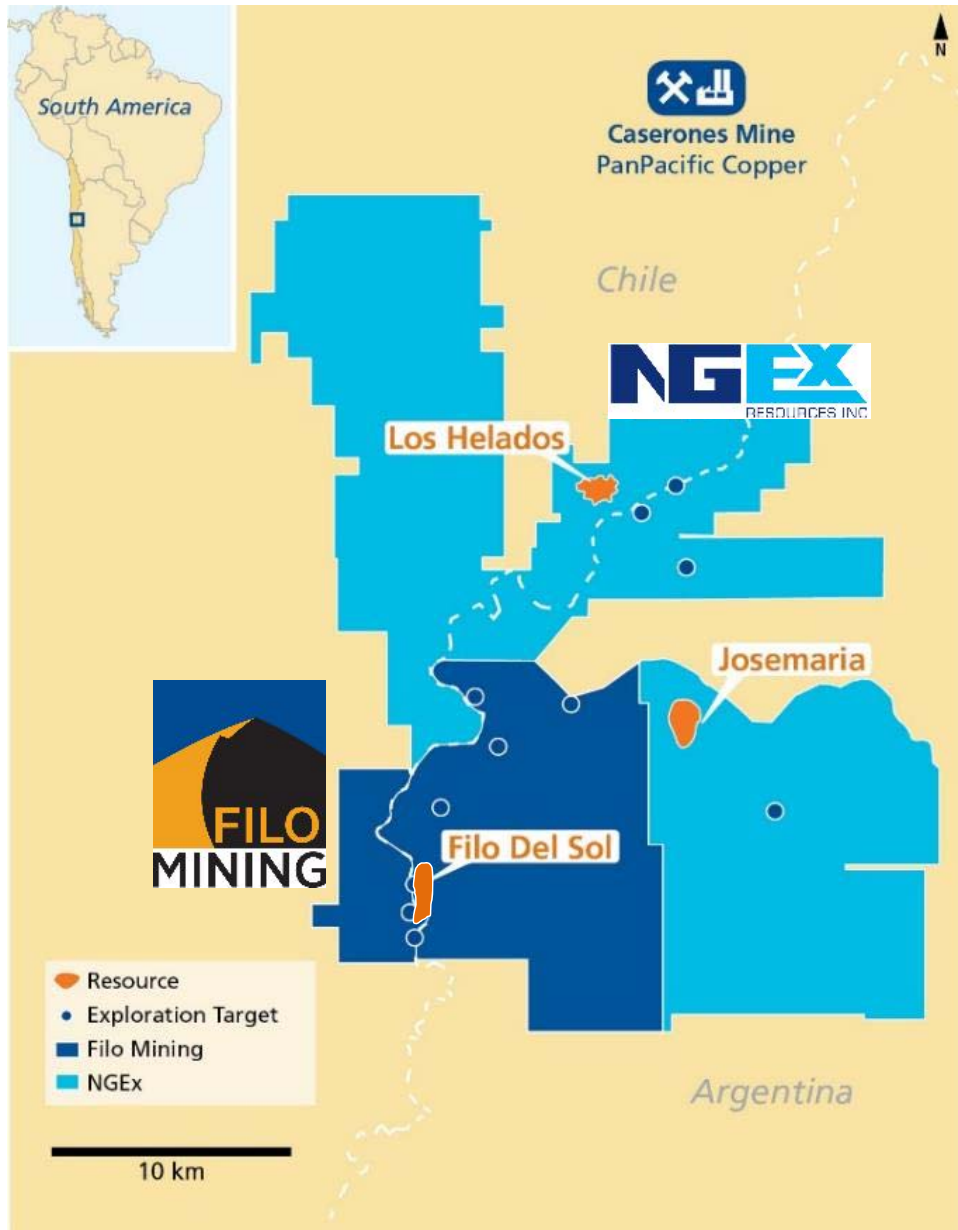 N
South America
Caserones Mine
PanPacific Copper
Chile
NGEX
RESOURCES INC
Los Helados
Josemaria
FILO
MINING
Filo Del Sol
Resource
Exploration Target
Filo Mining
NGEx
Argentina
10 km